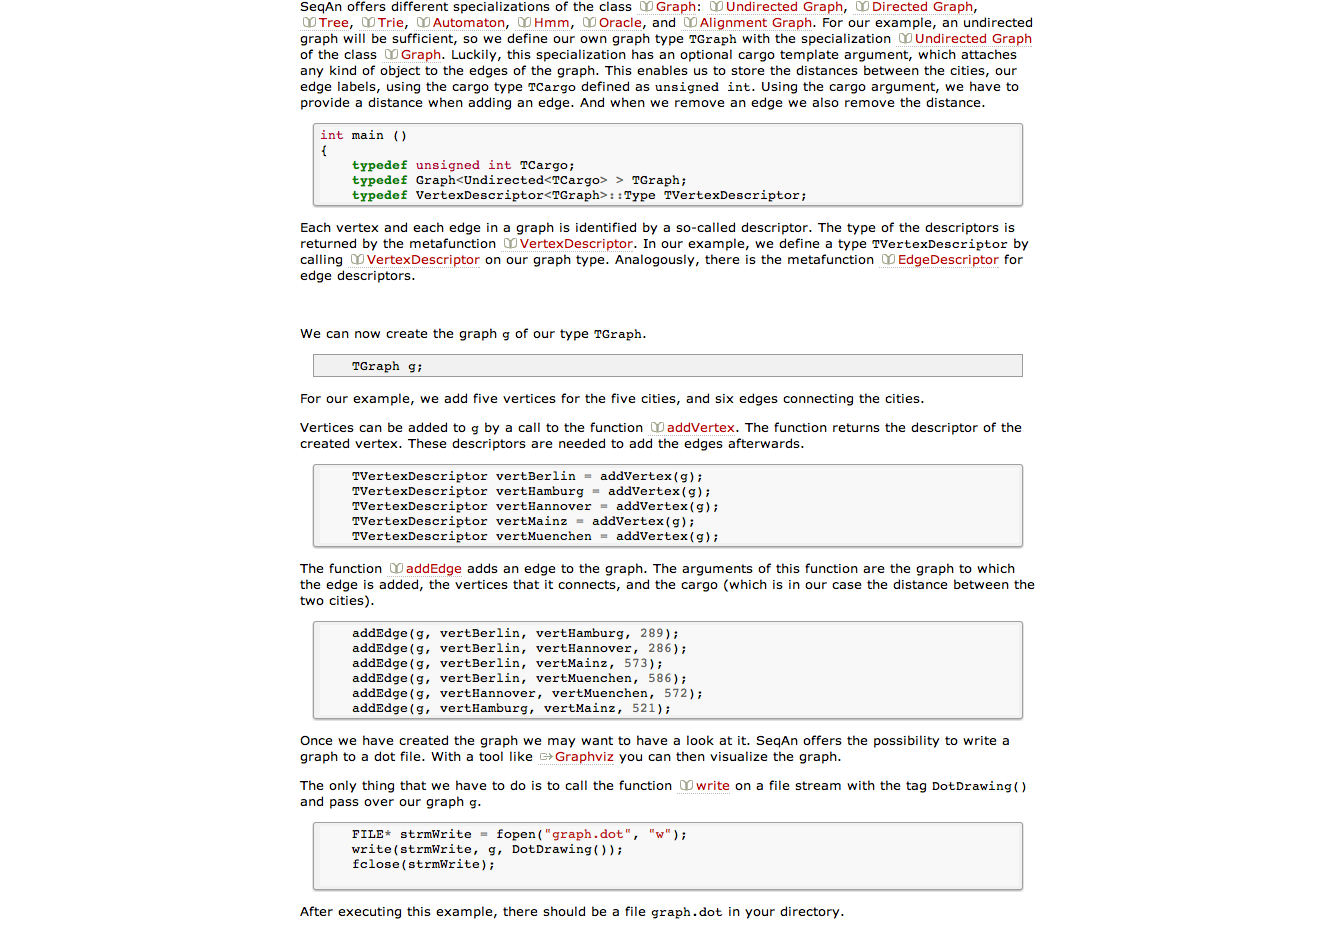 SeqAn offers different specializations of the class Graph: Undirected Graph, Directed Graph,
Tree, Trie, Automaton, Hmm, Oracle, and Alignment Graph. For our example, an undirected
graph will be sufficient, so we define our own graph type TGraph with the specialization Undirected Graph
of the class Graph. Luckily, this specialization has an optional cargo template argument, which attaches
any kind of object to the edges of the graph. This enables us to store the distances between the cities, our
edge labels, using the cargo type TCargo defined as unsigned int. Using the cargo argument, we have to
provide a distance when adding an edge. And when we remove an edge we also remove the distance.
int main ()
{
typedef unsigned int TCargo;
typedef Graph<Undirected<TCargo> > TGraph;
typedef VertexDescriptor<TGraph>::Type TVertexDescriptor;
Each vertex and each edge in a graph is identified by a so-called descriptor. The type of the descriptors is
returned by the metafunction VertexDescriptor. In our example, we define a type TVertexDescriptor by
calling VertexDescriptor on our graph type. Analogously, there is the metafunction EdgeDescriptor for
edge descriptors.
We can now create the graph g of our type TGraph.
TGraph g;
For our example, we add five vertices for the five cities, and six edges connecting the cities.
Vertices can be added to g by a call to the function addVertex. The function returns the descriptor of the
created vertex. These descriptors are needed to add the edges afterwards.
TVertexDescriptor vertBerlin = addVertex(g);
TVertexDescriptor vertHamburg = addVertex(g);
TVertexDescriptor vertHannover = addVertex(g);
TVertexDescriptor vertMainz = addVertex(g);
TVertexDescriptor vertMuenchen = addVertex(g);
The function addEdge adds an edge to the graph. The arguments of this function are the graph to which
the edge is added, the vertices that it connects, and the cargo (which is in our case the distance between the
two cities).
addEdge(g, vertBerlin, vertHamburg, 289);
addEdge(g, vertBerlin, vertHannover, 286);
addEdge(g, vertBerlin, vertMainz, 573);
addEdge(g, vertBerlin, vertMuenchen, 586);
addEdge(g, vertHannover, vertMuenchen, 572);
addEdge(g, vertHamburg, vertMainz, 521);
Once we have created the graph we may want to have a look at it. SeqAn offers the possibility to write a
graph to a dot file. With a tool like Graphviz you can then visualize the graph.
The only thing that we have to do is to call the function write on a file stream with the tag DotDrawing()
and pass over our graph g.
FILE* strmWrite = fopen("graph.dot", "w");
write(strmWrite, g, DotDrawing());
fclose(strmWrite);
After executing this example, there should be a file graph.dot in your directory.